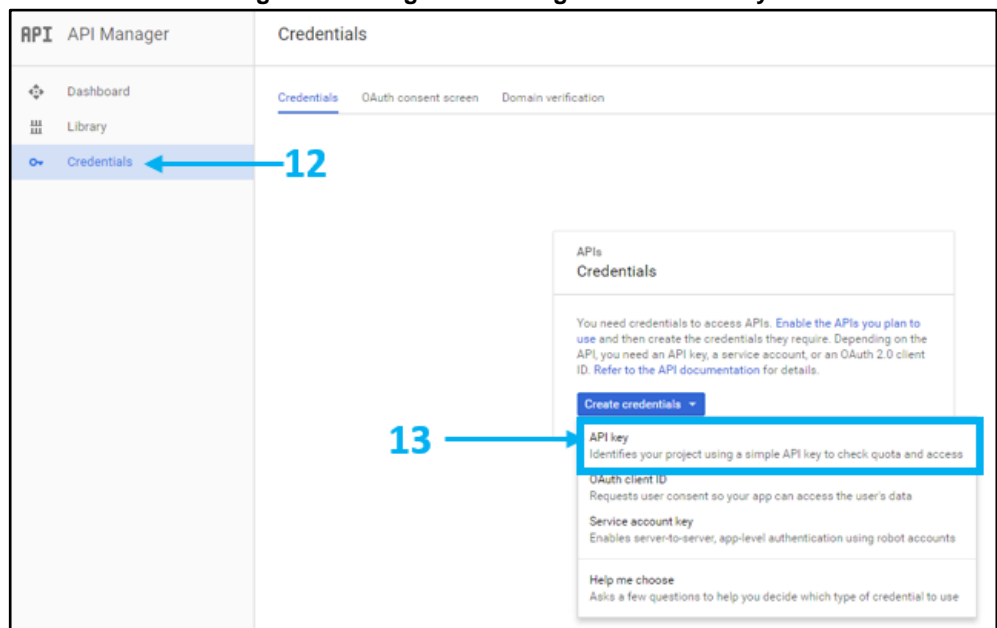 API API Manager
Credentials
Dashboard
Library
Credentials
12
Credentials OAuth consent screen Domain verification
APIs
Credentials
You need credentials to access APIs. Enable the APIs you plan to
use and then create the credentials they require. Depending on the
API, you need an API key, a service account, or an OAuth 2.0 client
ID. Refer to the API documentation for details.
Create credentials
13
API key
Identifies your project using a simple API key to check quota and access
OAuth client ID
Requests user consent so your app can access the user's data
Service account key
Enables server-to-server, app-level authentication using robot accounts
Help me choose
Asks a few questions to help you decide which type of credential to use